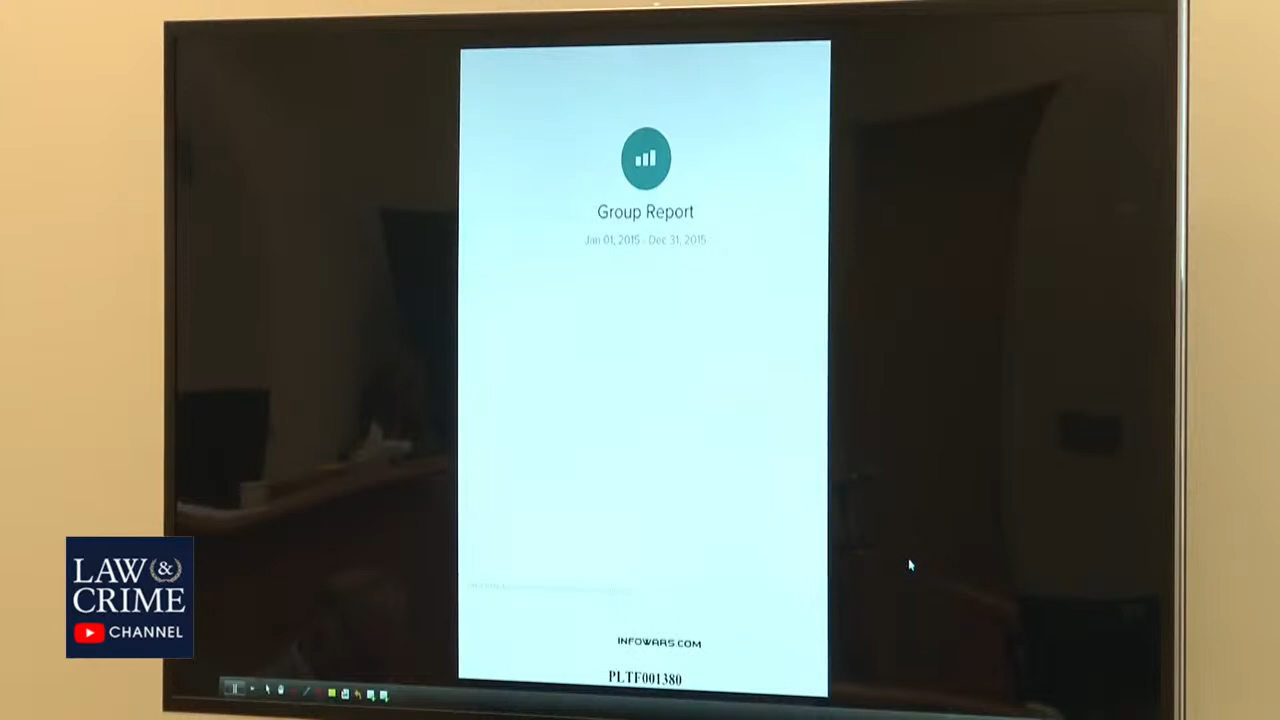 Group Report
Jan 01, 2015 - Dec 31, 2015
INFOWARS.COM
PLTF001380
LAW &
CRIME
CHANNEL